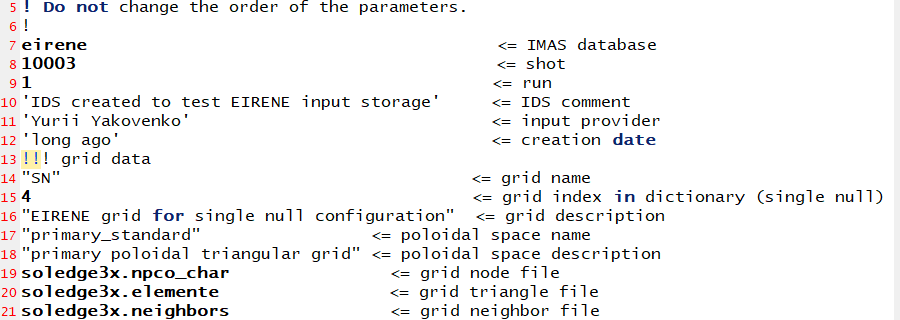 5 ! Do not change the order of the parameters.
6 !
7 eirene <= IMAS database
8 10003 <= shot
9 1 <= run
10 'IDS created to test EIRENE input storage' <= IDS comment
11 'Yurii Yakovenko' <= input provider
12 'long ago' <= creation date
13 !!! grid data
14 "SN" <= grid name
15 4 <= grid index in dictionary (single null)
16 "EIRENE grid for single null configuration" <= grid description
17 "primary_standard" <= poloidal space name
18 "primary poloidal triangular grid" <= poloidal space description
19 soledge3x.npco_char <= grid node file
20 soledge3x.elemente <= grid triangle file
21 soledge3x.neighbors <= grid neighbor file